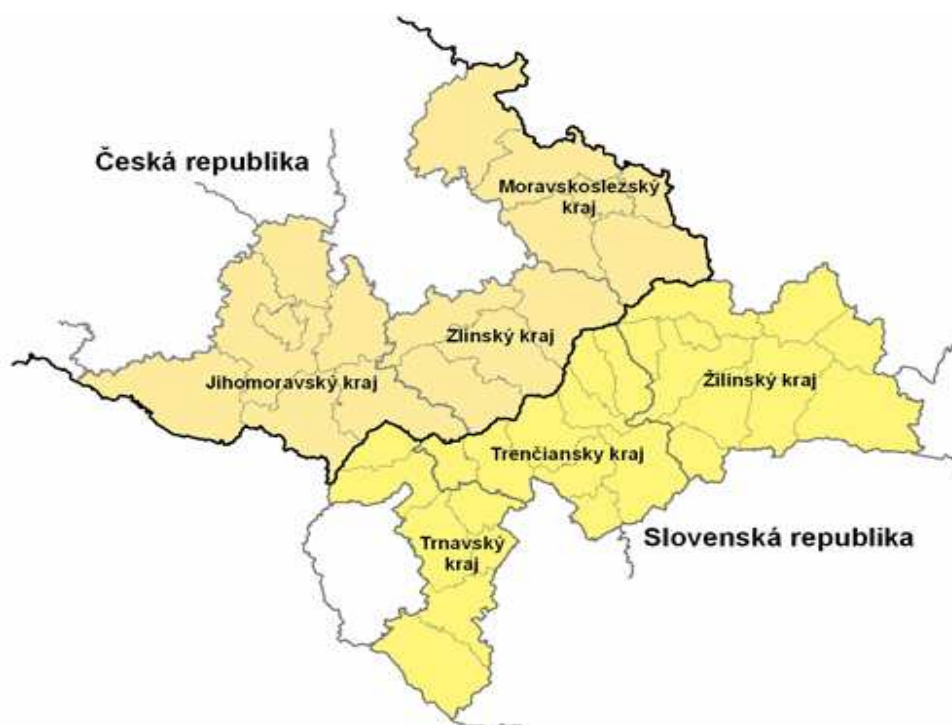 Česká republika
Moravskoslezský
kraj
Zlínský kraj
Jihomoravský kraj
Žilinský kraj
Trenčiansky kraj
Slovenská republika
Trnavský
kraj